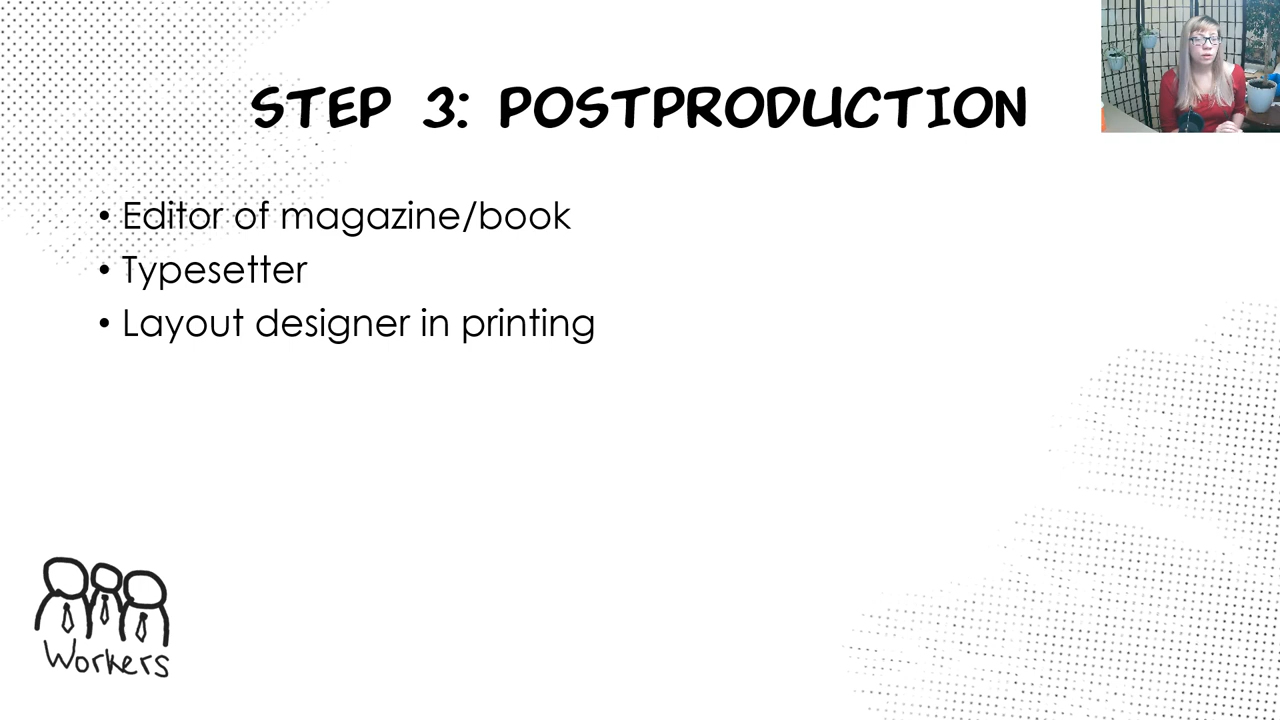 STEP 3: POSTPRODUCTION
• Editor of magazine/book
• Typesetter
• Layout designer in printing
Workers